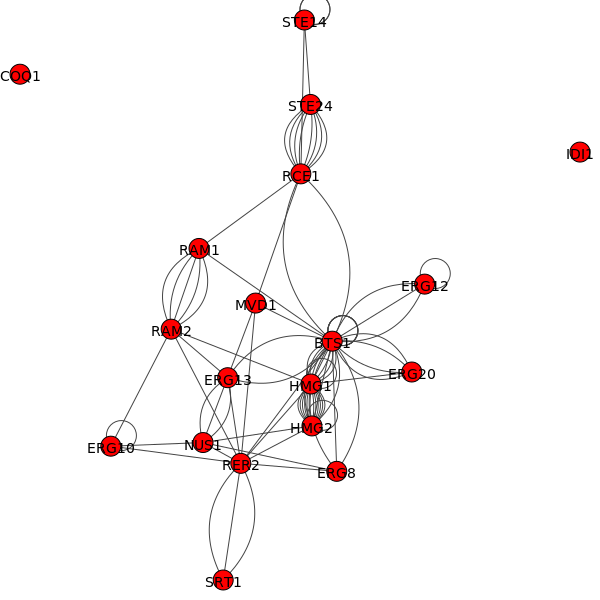 STE14
COQ1
STE24
IDI1
RCE1
RAM1
ERG12
MVD1
RAM2
BTS1
ERG20
ERG13
HMG1
HMG2
NUS1
ERG10
RER2
ERG8
SRT1